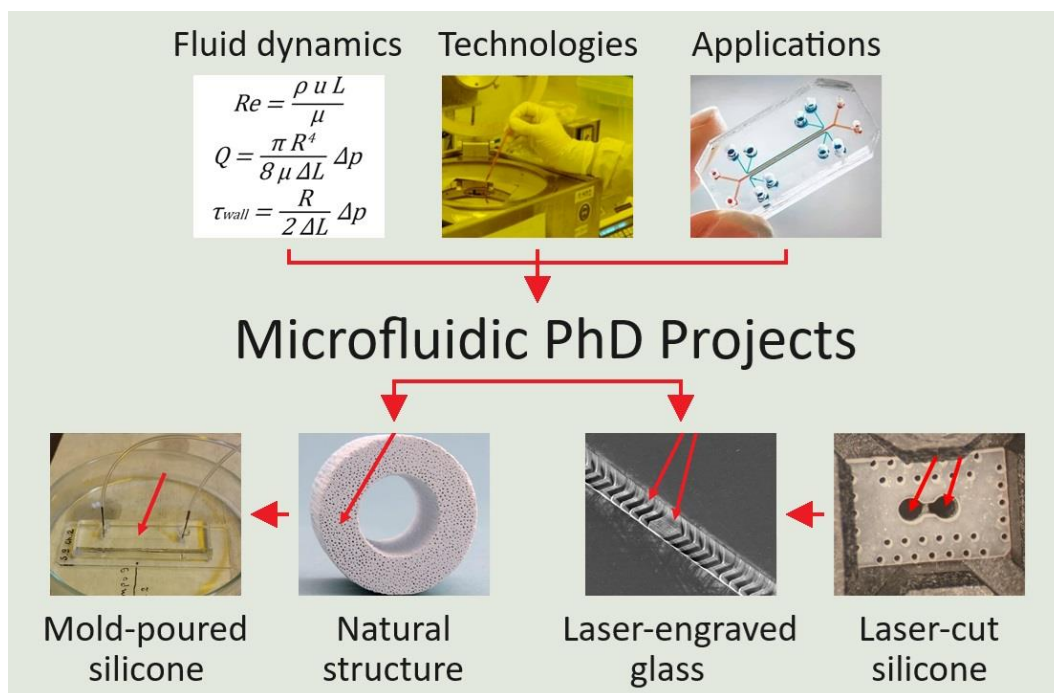 Fluid dynamics
Technologies
Applications
Re = ρ u L / μ
Q = π R⁴ / 8 μ ΔL Δp
τwall = R / 2 ΔL Δp
Microfluidic PhD Projects
Mold-poured
silicone
Natural
structure
Laser-engraved
glass
Laser-cut
silicone